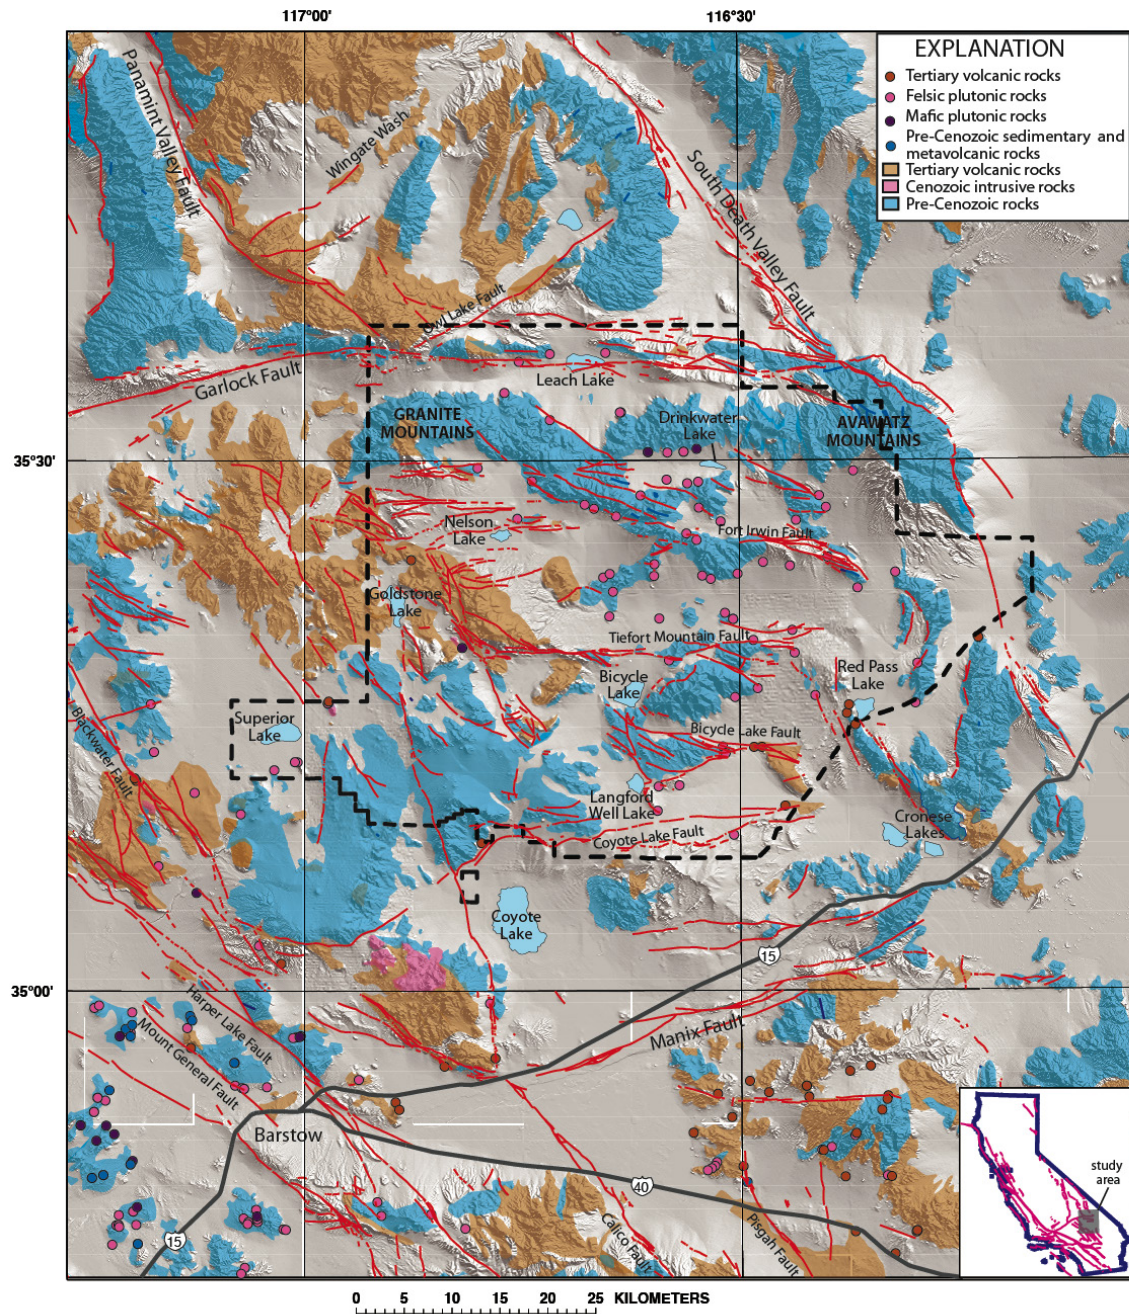 117°00'
116°30'
EXPLANATION
Tertiary volcanic rocks
Felsic plutonic rocks
Mafic plutonic rocks
Pre-Cenozoic sedimentary and
metavolcanic rocks
Tertiary volcanic rocks
Cenozoic intrusive rocks
Pre-Cenozoic rocks
Panamint Valley Fault
Wingate Wash
South Death Valley Fault
Owl Lake Fault
Garlock Fault
Leach Lake
GRANITE
MOUNTAINS
Drinkwater
Lake
AVAWATZ
MOUNTAINS
35°30'
Nelson
Lake
Fort Irwin Fault
Goldstone
Lake
Tiefort Mountain Fault
Bicycle
Lake
Red Pass
Lake
Superior
Lake
Blackwater Fault
Bicycle Lake Fault
Langford
Well Lake
Coyote Lake Fault
Cronese
Lakes
Coyote
Lake
15
35°00'
Harper Lake Fault
Mount General Fault
Manix Fault
Barstow
40
15
Calico Fault
Pisgah Fault
study
area
0 5 10 15 20 25 KILOMETERS